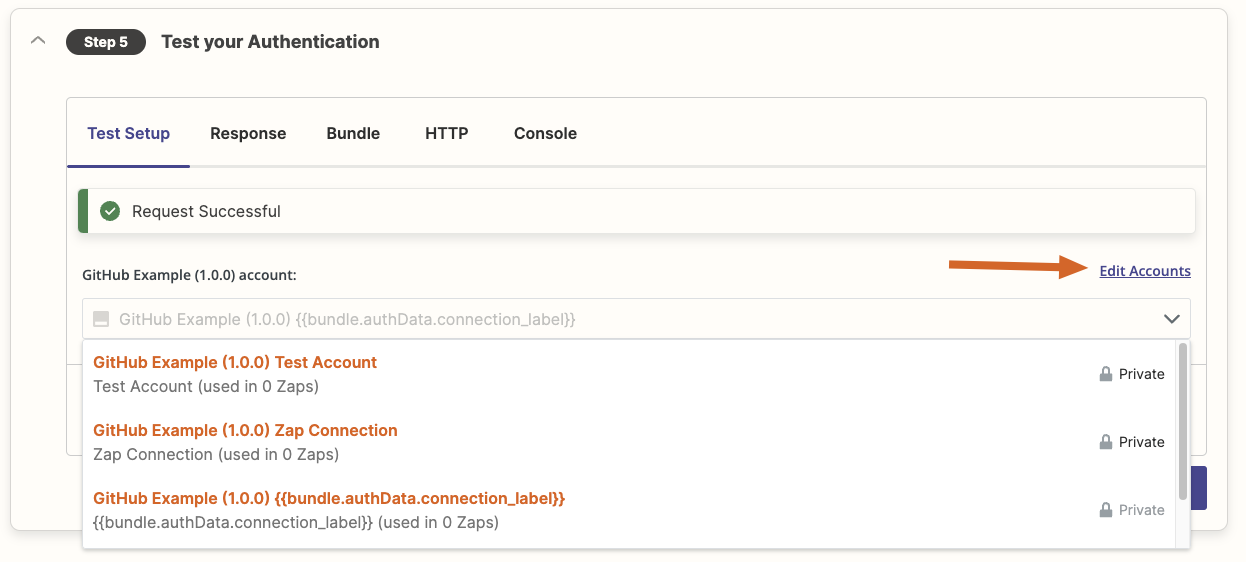 Step 5 Test your Authentication
Test Setup Response Bundle HTTP Console
Request Successful
GitHub Example (1.0.0) account: Edit Accounts
GitHub Example (1.0.0) {{bundle.authData.connection_label}}
GitHub Example (1.0.0) Test Account
Test Account (used in 0 Zaps) Private
GitHub Example (1.0.0) Zap Connection
Zap Connection (used in 0 Zaps) Private
GitHub Example (1.0.0) {{bundle.authData.connection_label}}
{{bundle.authData.connection_label}} (used in 0 Zaps) Private